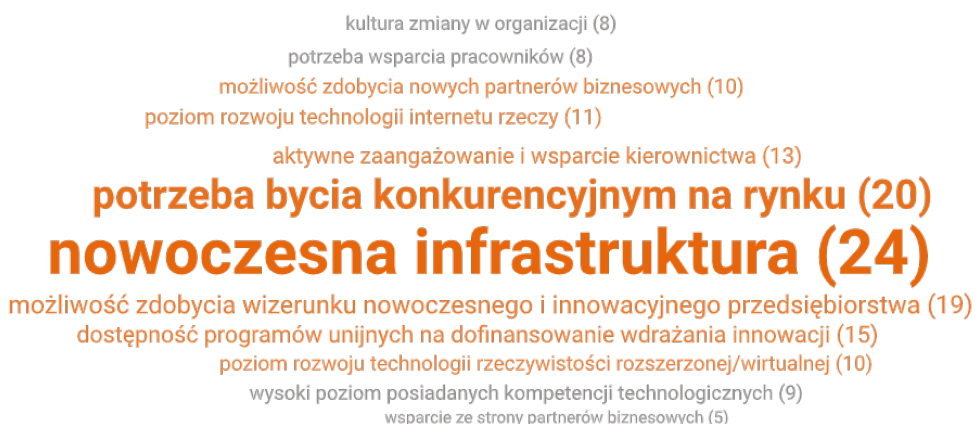 kultura zmiany w organizacji (8)
potrzeba wsparcia pracowników (8)
możliwość zdobycia nowych partnerów biznesowych (10)
poziom rozwoju technologii internetu rzeczy (11)
aktywne zaangażowanie i wsparcie kierownictwa (13)
potrzeba bycia konkurencyjnym na rynku (20)
nowoczesna infrastruktura (24)
możliwość zdobycia wizerunku nowoczesnego i innowacyjnego przedsiębiorstwa (19)
dostępność programów unijnych na dofinansowanie wdrażania innowacji (15)
poziom rozwoju technologii rzeczywistości rozszerzonej/wirtualnej (10)
wysoki poziom posiadanych kompetencji technologicznych (9)
wsparcie ze strony partnerów biznesowych (5)